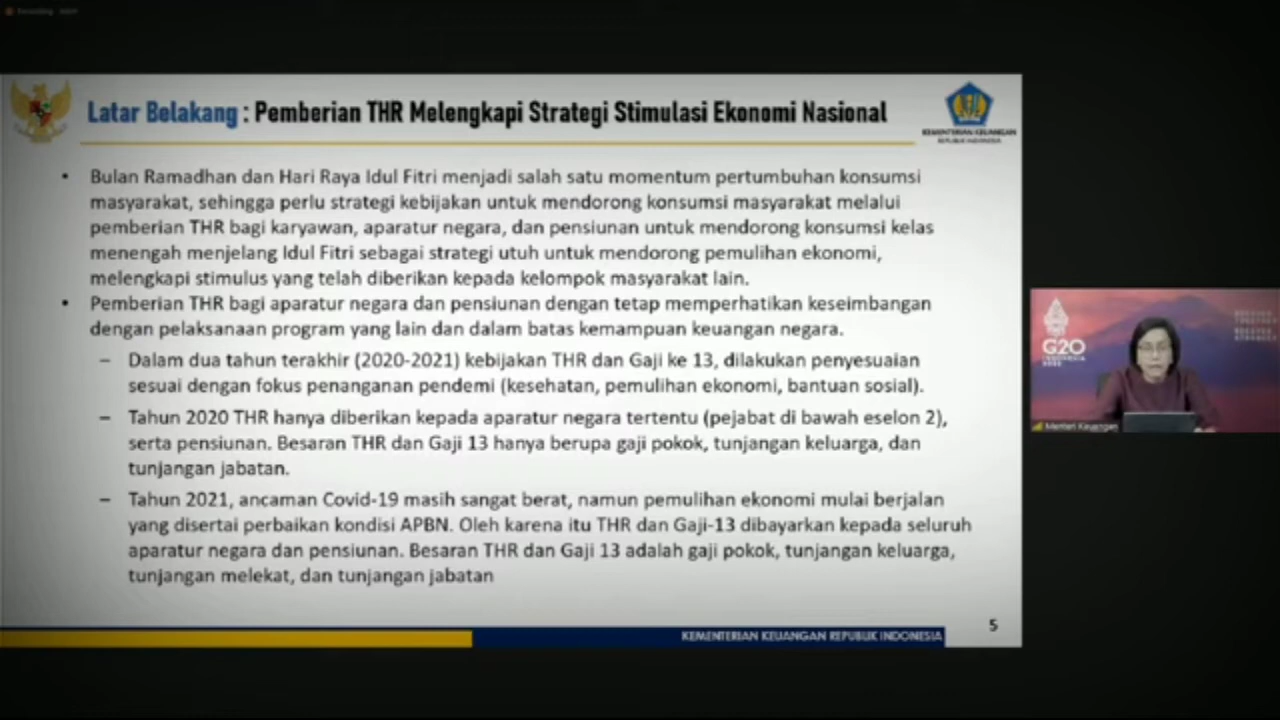 Latar Belakang : Pemberian THR Melengkapi Strategi Stimulasi Ekonomi Nasional
KEMENTERIAN KEUANGAN
REPUBLIK INDONESIA
• Bulan Ramadhan dan Hari Raya Idul Fitri menjadi salah satu momentum pertumbuhan konsumsi
masyarakat, sehingga perlu strategi kebijakan untuk mendorong konsumsi masyarakat melalui
pemberian THR bagi karyawan, aparatur negara, dan pensiunan untuk mendorong konsumsi kelas
menengah menjelang Idul Fitri sebagai strategi utuh untuk mendorong pemulihan ekonomi,
melengkapi stimulus yang telah diberikan kepada kelompok masyarakat lain.
• Pemberian THR bagi aparatur negara dan pensiunan dengan tetap memperhatikan keseimbangan
dengan pelaksanaan program yang lain dan dalam batas kemampuan keuangan negara.
– Dalam dua tahun terakhir (2020-2021) kebijakan THR dan Gaji ke 13, dilakukan penyesuaian
sesuai dengan fokus penanganan pendemi (kesehatan, pemulihan ekonomi, bantuan sosial).
– Tahun 2020 THR hanya diberikan kepada aparatur negara tertentu (pejabat di bawah eselon 2),
serta pensiunan. Besaran THR dan Gaji 13 hanya berupa gaji pokok, tunjangan keluarga, dan
tunjangan jabatan.
– Tahun 2021, ancaman Covid-19 masih sangat berat, namun pemulihan ekonomi mulai berjalan
yang disertai perbaikan kondisi APBN. Oleh karena itu THR dan Gaji-13 dibayarkan kepada seluruh
aparatur negara dan pensiunan. Besaran THR dan Gaji 13 adalah gaji pokok, tunjangan keluarga,
tunjangan melekat, dan tunjangan jabatan
5
KEMENTERIAN KEUANGAN REPUBLIK INDONESIA
G20
INDONESIA
Menteri Keuangan